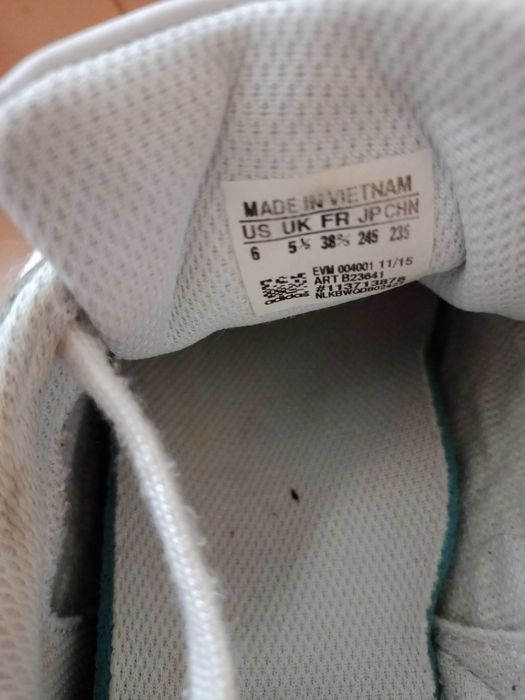 MADE IN VIETNAM
US UK FR JP CHN
6 5½ 38⅔ 245 235
EVM 004001 11/15
ART B23641
#113713878
adidas